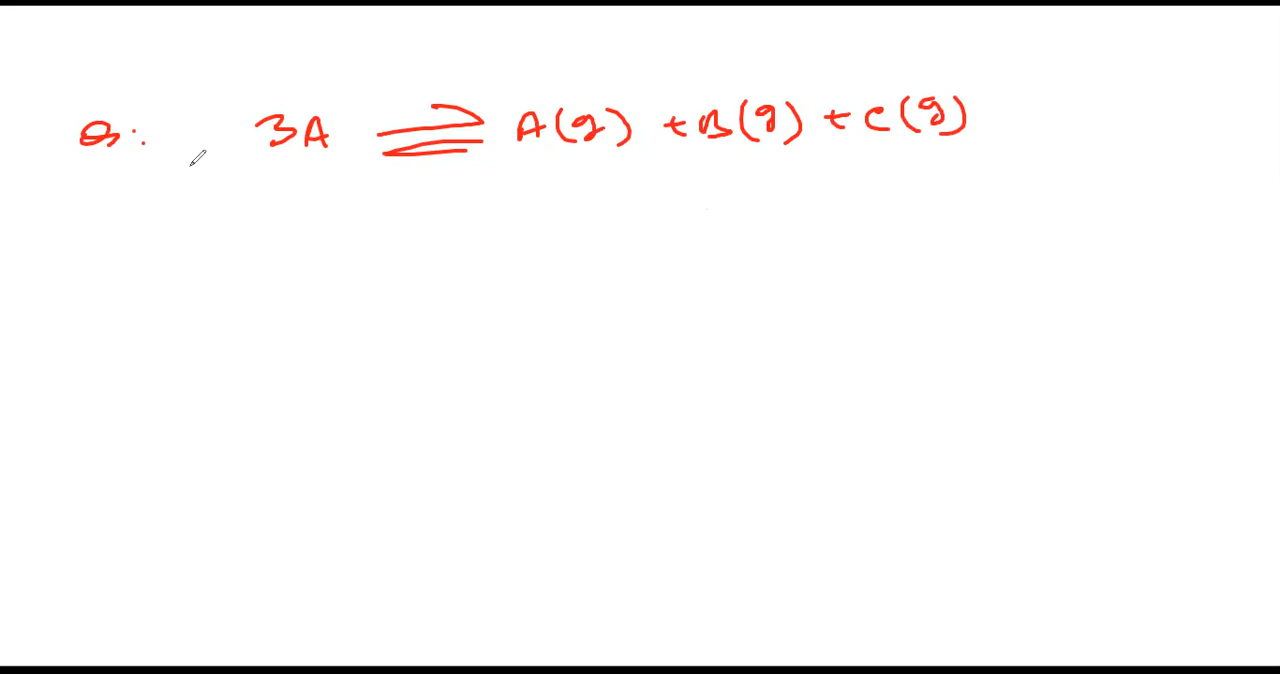 Q: 3A ⇌ A(g) + B(g) + C(g)